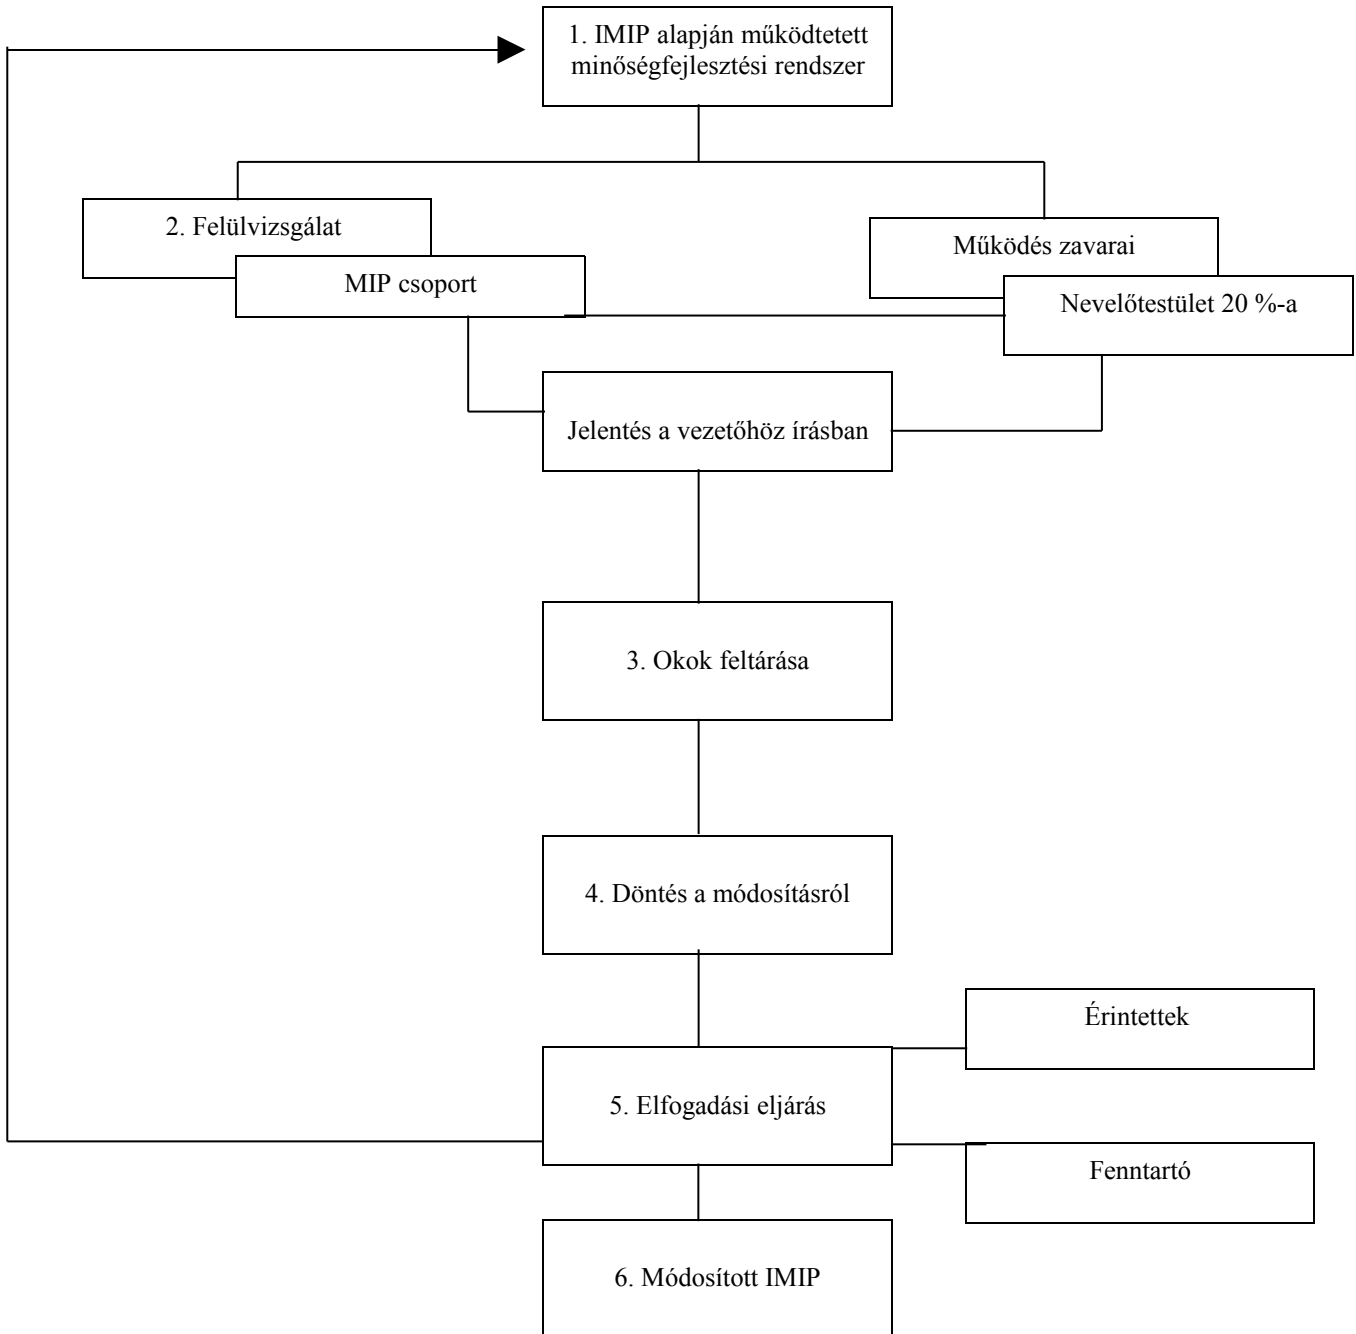 1. IMIP alapján működtetett
minőségfejlesztési rendszer
2. Felülvizsgálat
MIP csoport
Működés zavarai
Nevelőtestület 20 %-a
Jelentés a vezetőhöz írásban
3. Okok feltárása
4. Döntés a módosításról
Érintettek
5. Elfogadási eljárás
Fenntartó
6. Módosított IMIP